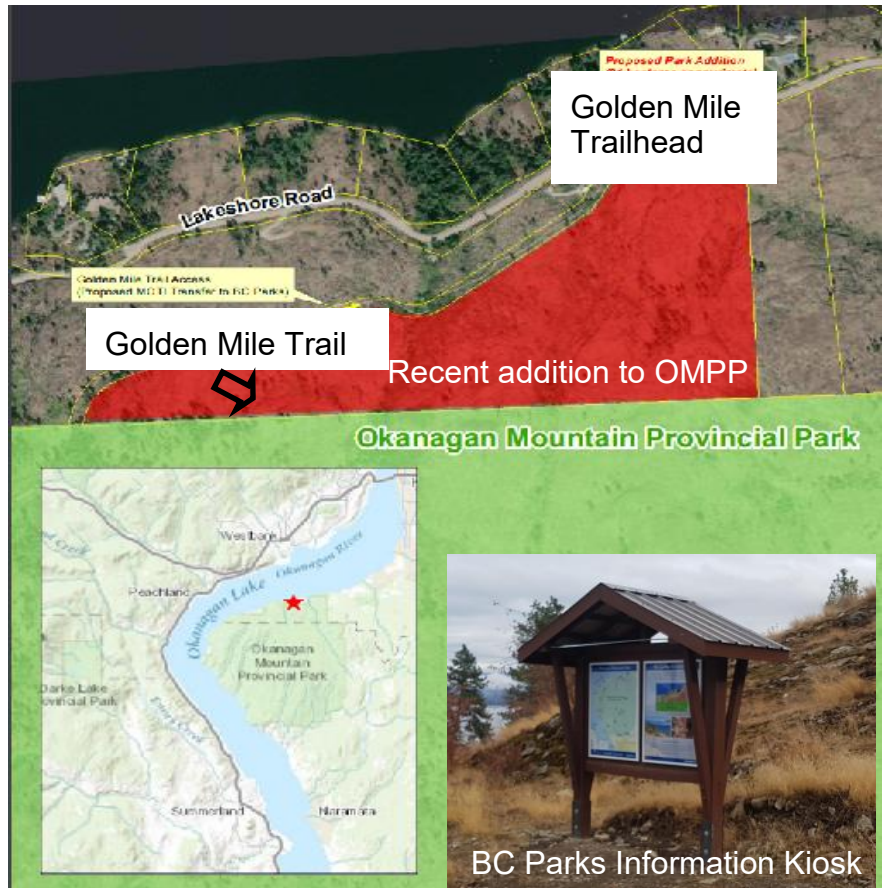 Proposed Park Addition
Golden Mile
Trailhead
Lakeshore Road
Golden Mile Trail Access
(Proposed MOTI Transfer to BC Parks)
Golden Mile Trail
Recent addition to OMPP
Okanagan Mountain Provincial Park
Westbank
Okanagan Lake
Okanagan River
Peachland
Okanagan
Mountain
Provincial Park
Darke Lake
Provincial Park
Creek
Summerland
Naramata
BC Parks Information Kiosk